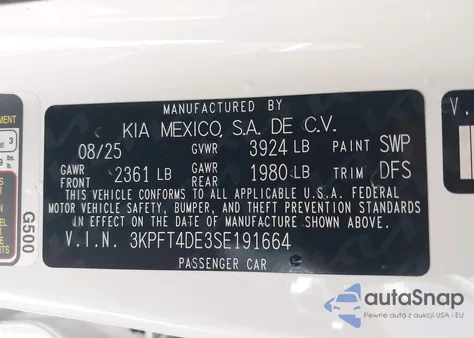 MANUFACTURED BY
KIA MEXICO, S.A. DE C.V.
08/25 GVWR 3924 LB PAINT SWP
GAWR FRONT 2361 LB GAWR REAR 1980 LB TRIM DFS
THIS VEHICLE CONFORMS TO ALL APPLICABLE U.S.A. FEDERAL
MOTOR VEHICLE SAFETY, BUMPER, AND THEFT PREVENTION STANDARDS
IN EFFECT ON THE DATE OF MANUFACTURE SHOWN ABOVE.
V.I.N. 3KPFT4DE3SE191664
PASSENGER CAR
G500
3
lbs.
V.
autoSnap
Pewne auta z aukcji USA i EU